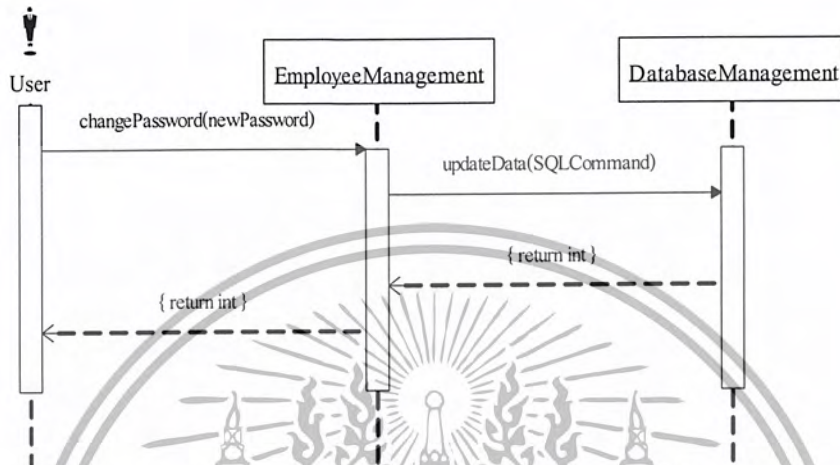 User
EmployeeManagement
DatabaseManagement
changePassword(newPassword)
updateData(SQLCommand)
{ return int }
{ return int }